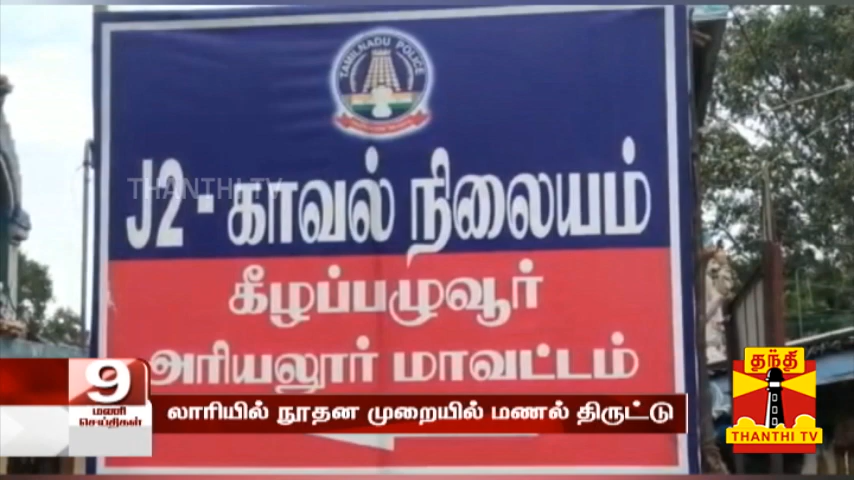 TAMILNADU POLICE
THANTHI TV
J2 - காவல் நிலையம்
கீழப்பழுவூர்
அரியலூர் மாவட்டம்
9
மணி
செய்திகள்
லாரியில் நூதன முறையில் மணல் திருட்டு
தந்தி
THANTHI TV